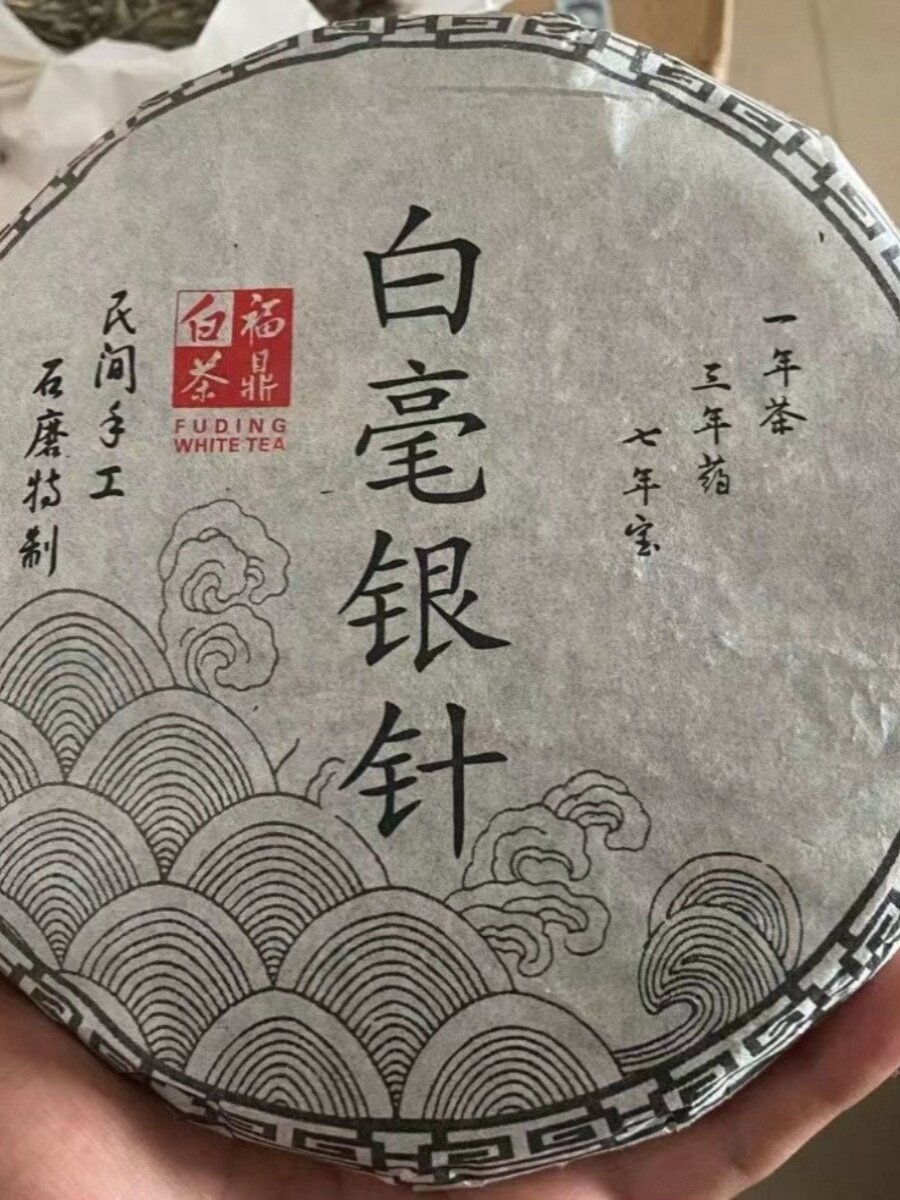 一年茶
三年药
七年宝
白毫银针
福鼎
白茶
FUDING
WHITE TEA
民间手工
石磨特制